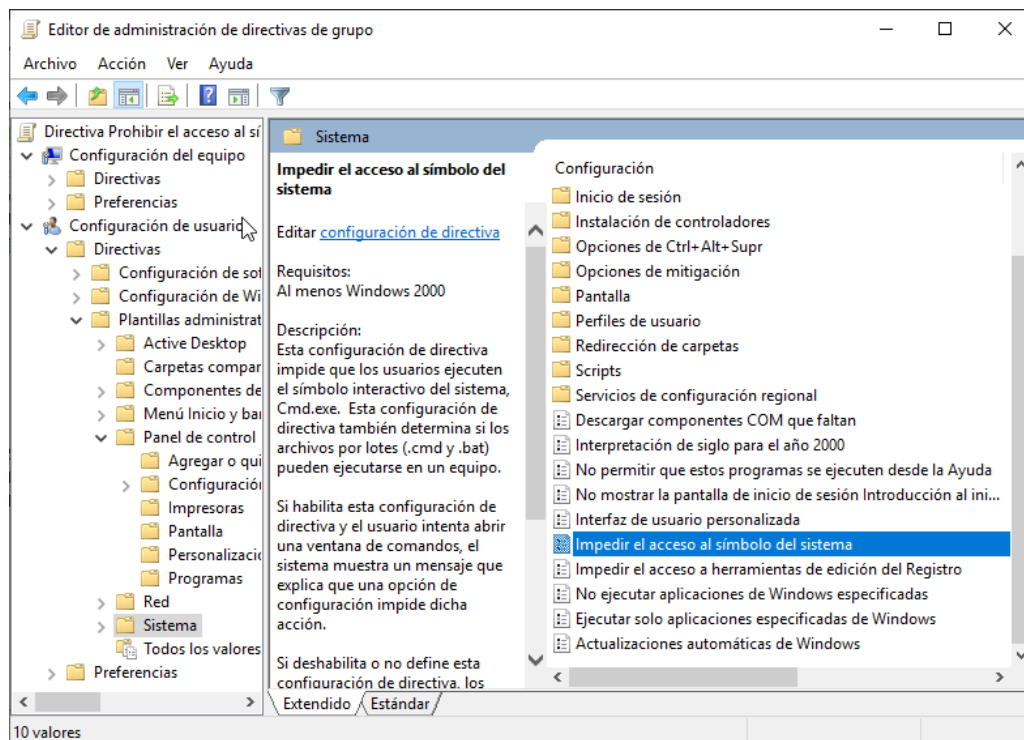 Editor de administración de directivas de grupo
Archivo Acción Ver Ayuda
Directiva Prohibir el acceso al sí
Configuración del equipo
Directivas
Preferencias
Configuración de usuario
Directivas
Configuración de sof
Configuración de Wi
Plantillas administrat
Active Desktop
Carpetas compar
Componentes de
Menú Inicio y bar
Panel de control
Agregar o qui
Configuración
Impresoras
Pantalla
Personalizació
Programas
Red
Sistema
Todos los valores
Preferencias
Sistema
Impedir el acceso al símbolo del
sistema
Editar configuración de directiva
Requisitos:
Al menos Windows 2000
Descripción:
Esta configuración de directiva
impide que los usuarios ejecuten
el símbolo interactivo del sistema,
Cmd.exe. Esta configuración de
directiva también determina si los
archivos por lotes (.cmd y .bat)
pueden ejecutarse en un equipo.
Si habilita esta configuración de
directiva y el usuario intenta abrir
una ventana de comandos, el
sistema muestra un mensaje que
explica que una opción de
configuración impide dicha
acción.
Si deshabilita o no define esta
configuración de directiva, los
Configuración
Inicio de sesión
Instalación de controladores
Opciones de Ctrl+Alt+Supr
Opciones de mitigación
Pantalla
Perfiles de usuario
Redirección de carpetas
Scripts
Servicios de configuración regional
Descargar componentes COM que faltan
Interpretación de siglo para el año 2000
No permitir que estos programas se ejecuten desde la Ayuda
No mostrar la pantalla de inicio de sesión Introducción al ini...
Interfaz de usuario personalizada
Impedir el acceso al símbolo del sistema
Impedir el acceso a herramientas de edición del Registro
No ejecutar aplicaciones de Windows especificadas
Ejecutar solo aplicaciones especificadas de Windows
Actualizaciones automáticas de Windows
Extendido Estándar
10 valores